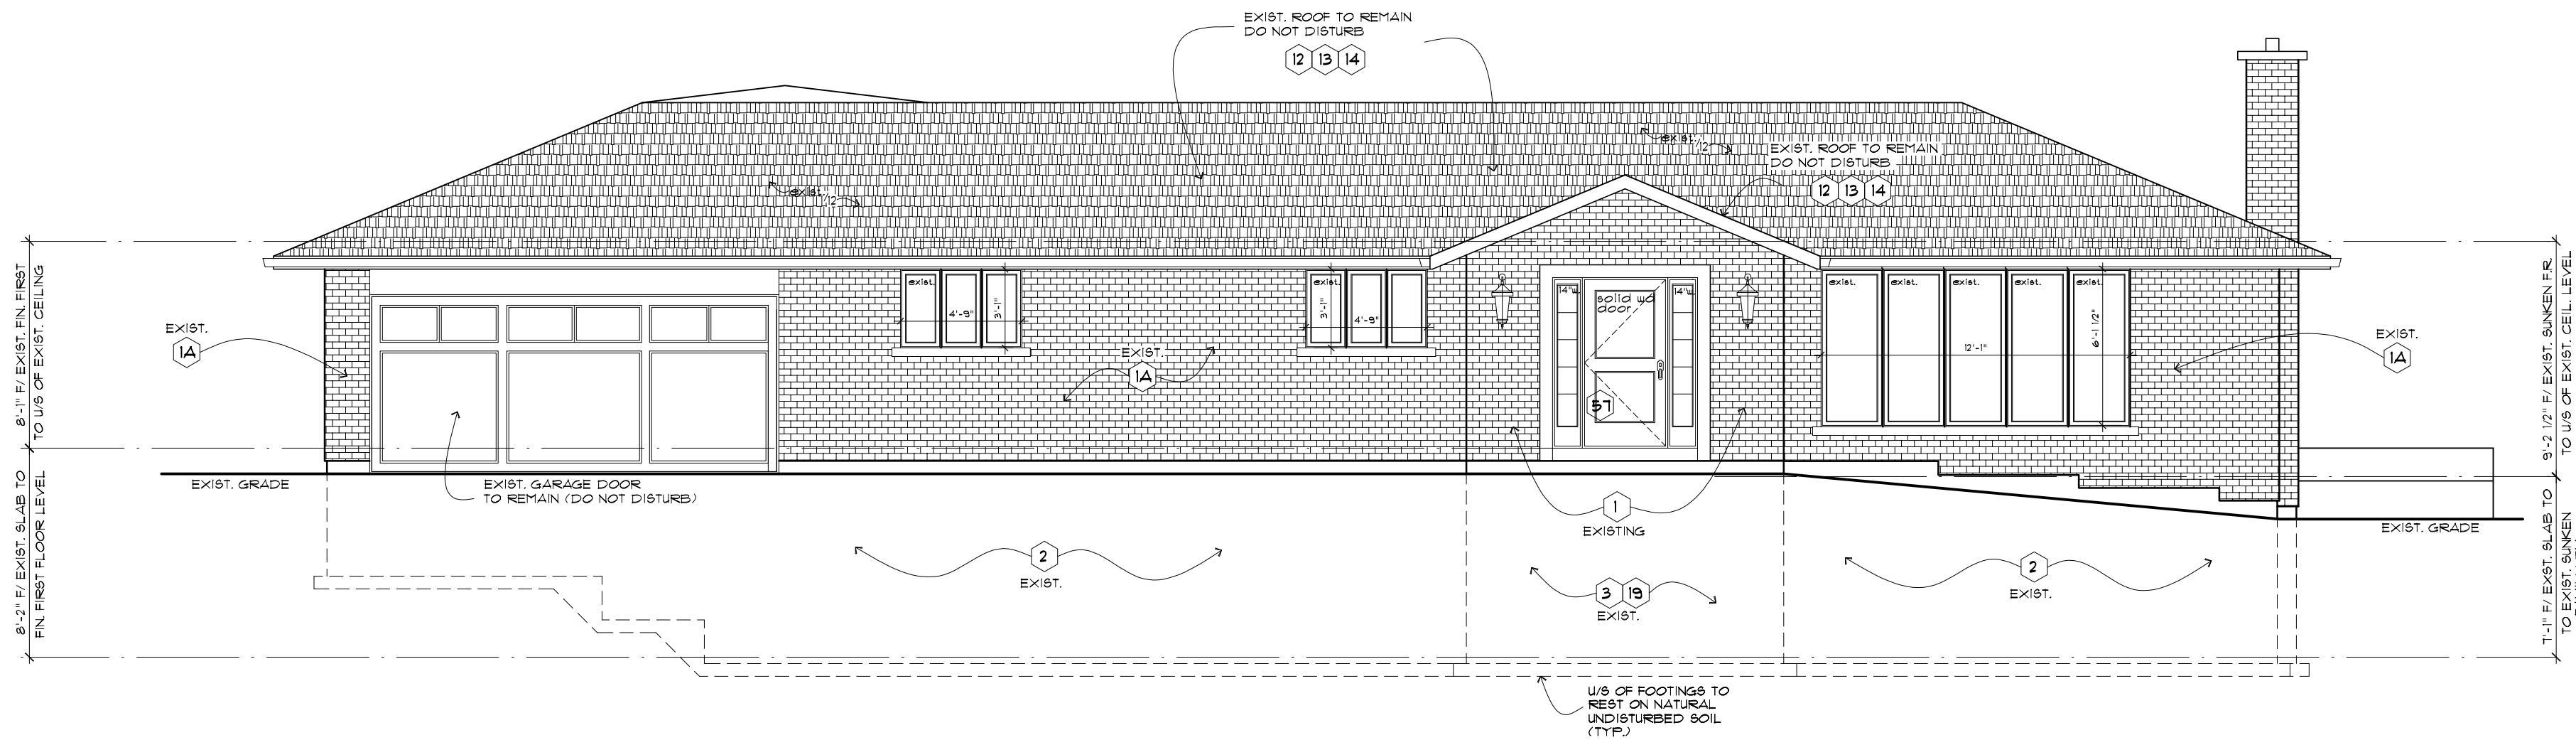 EXIST. ROOF TO REMAIN
DO NOT DISTURB
12 13 14
exist.
/12
EXIST. ROOF TO REMAIN
DO NOT DISTURB
12 13 14
exist.
/12
8'-1" F/ EXIST. FIN. FIRST
TO U/S OF EXIST. CEILING
8'-2" F/ EXIST. SLAB TO
FIN. FIRST FLOOR LEVEL
EXIST.
1A
EXIST. GRADE
EXIST. GARAGE DOOR
TO REMAIN (DO NOT DISTURB)
exist.
4'-8"
3'-1"
EXIST.
1A
exist.
3'-1"
4'-8"
14"w.
solid wd
door
14"w.
57
exist.
exist.
exist.
exist.
exist.
12'-1"
6'-1 1/2"
EXIST.
1A
1
EXISTING
2
EXIST.
3 19
EXIST.
2
EXIST.
EXIST. GRADE
9'-2 1/2" F/ EXIST. SUNKEN F.R.
TO U/S OF EXIST. CEIL. LEVEL
7'-1" F/ EXST. SLAB TO
TO EXIST. SUNKEN
U/S OF FOOTINGS TO
REST ON NATURAL
UNDISTURBED SOIL
(TYP.)